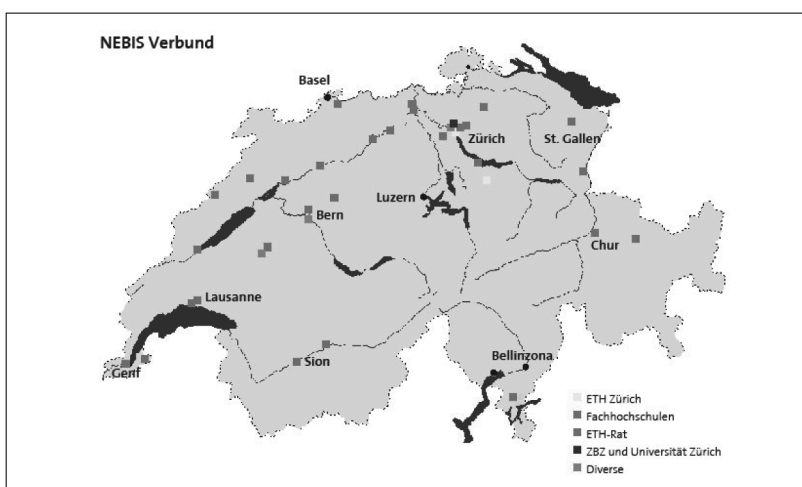 NEBIS Verbund
Basel
Zürich
St. Gallen
Luzern
Bern
Chur
Lausanne
Sion
Bellinzona
Genf
ETH Zürich
Fachhochschulen
ETH-Rat
ZBZ und Universität Zürich
Diverse